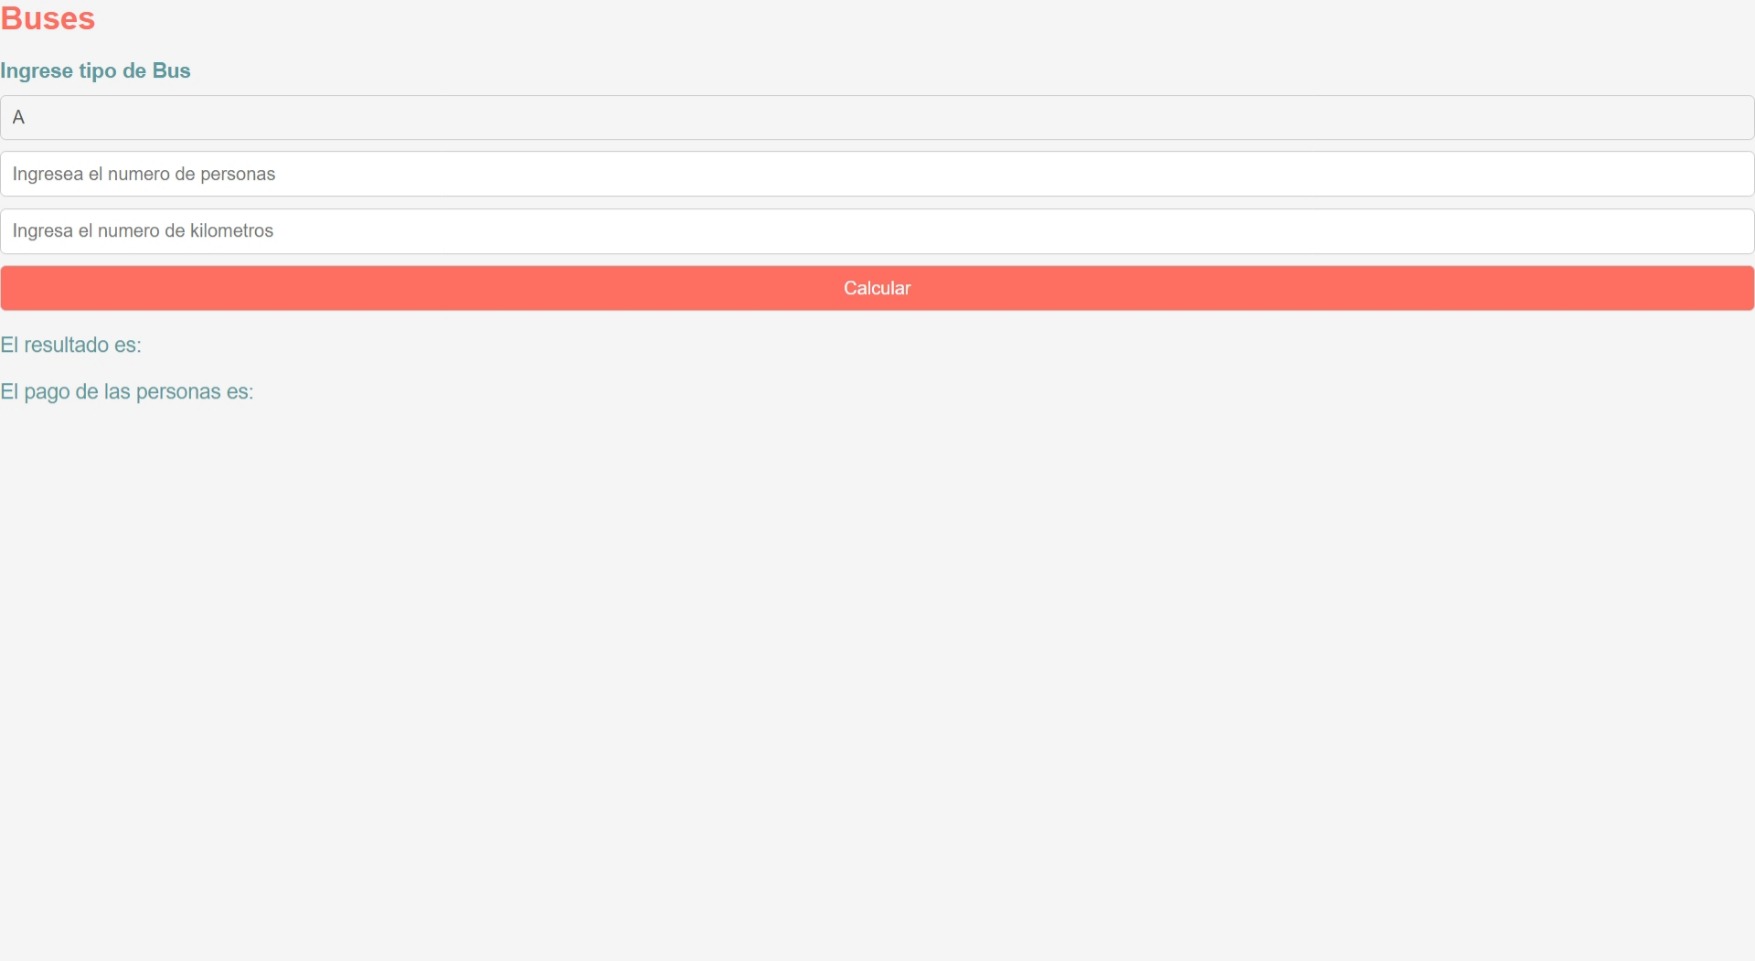 Buses
Ingrese tipo de Bus
A
Ingresea el numero de personas
Ingresa el numero de kilometros
Calcular
El resultado es:
El pago de las personas es: